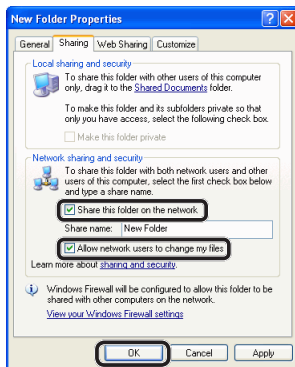 New Folder Properties
General Sharing Web Sharing Customize
Local sharing and security
To share this folder with other users of this computer
only, drag it to the Shared Documents folder.
To make this folder and its subfolders private so that
only you have access, select the following check box.
Make this folder private
Network sharing and security
To share this folder with both network users and other
users of this computer, select the first check box below
and type a share name.
Share this folder on the network
Share name: New Folder
Allow network users to change my files
Learn more about sharing and security.
Windows Firewall will be configured to allow this folder to be
shared with other computers on the network.
View your Windows Firewall settings
OK Cancel Apply